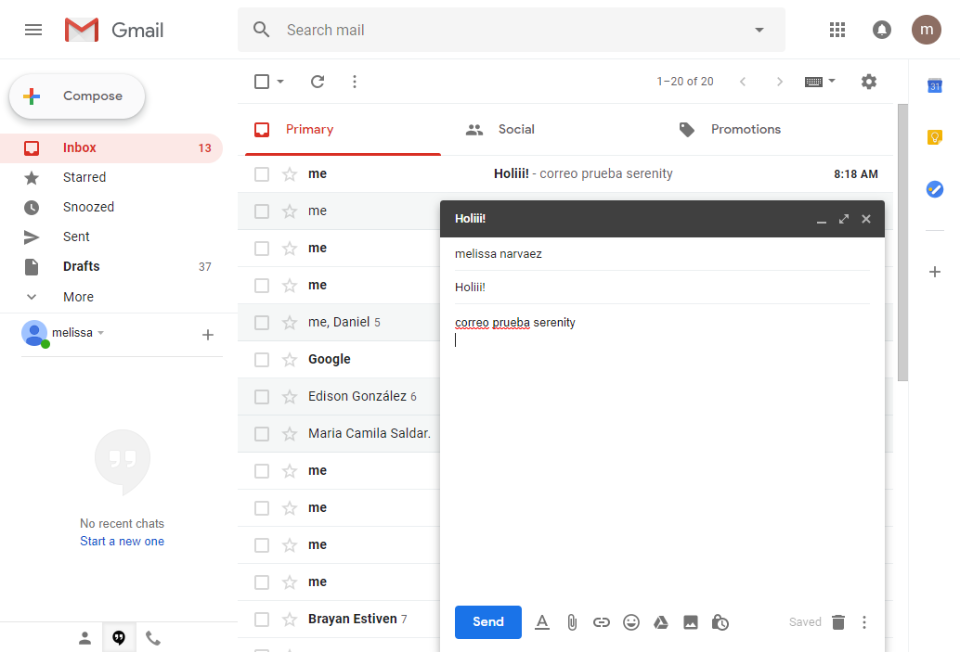 Gmail
Search mail
m
Compose
1–20 of 20
31
Primary
Social
Promotions
Inbox 13
Starred
Snoozed
Sent
Drafts 37
More
melissa
No recent chats
Start a new one
me Holiii! - correo prueba serenity 8:18 AM
me
me
me
me, Daniel 5
Google
Edison González 6
Maria Camila Saldar.
me
me
me
me
Brayan Estiven 7
Holiii!
melissa narvaez
Holiii!
correo prueba serenity
Send
Saved